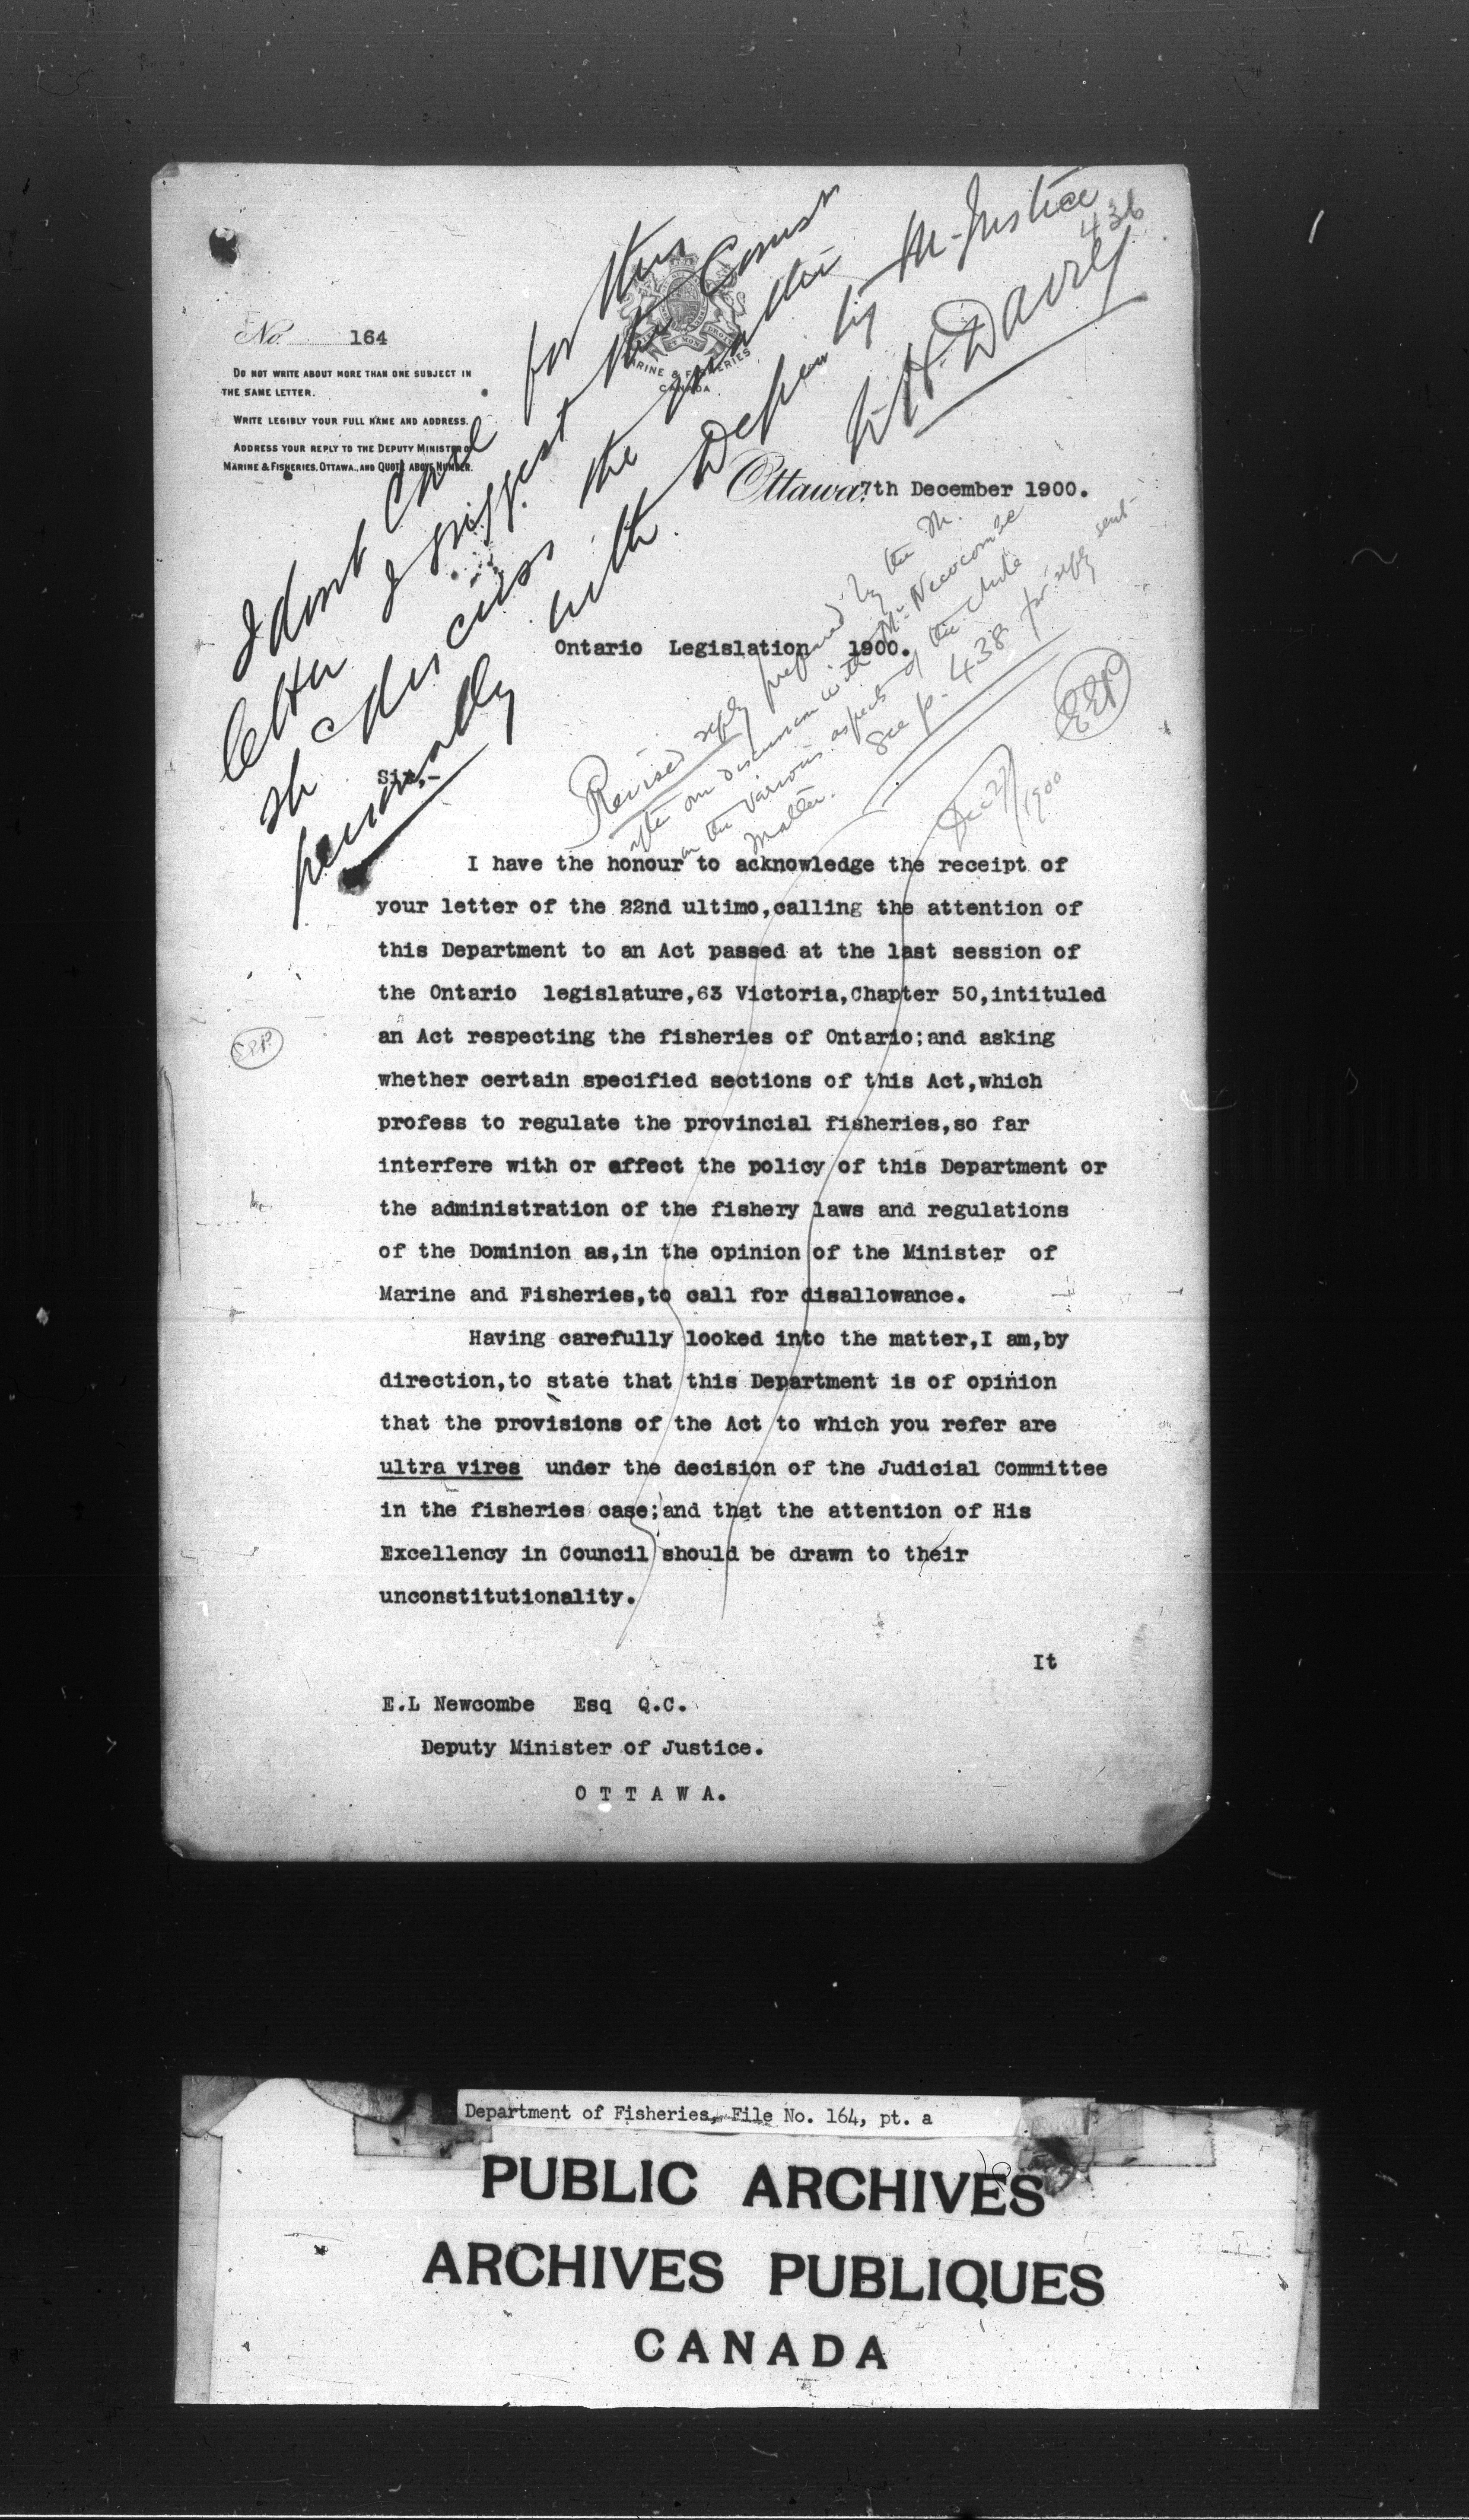 436
No. 164
DO NOT WRITE ABOUT MORE THAN ONE SUBJECT IN
THE SAME LETTER.
WRITE LEGIBLY YOUR FULL NAME AND ADDRESS.
ADDRESS YOUR REPLY TO THE DEPUTY MINISTER OF
MARINE & FISHERIES, OTTAWA, AND QUOTE ABOVE NUMBER.
MARINE & FISHERIES
CANADA
I dont Care for this
letter I suggest the Comsr
sh discuss the matter
personally with Depy M-Justice
LHDavies
Ottawa, 7th December 1900.
Revised reply prepared by the M.
after discussion with Mr Newcombe
on the various aspects of the whole
matter. See p. 438 for reply sent
EEP
Dec 27/1900
Ontario Legislation 1900.
Sir,-
I have the honour to acknowledge the receipt of
your letter of the 22nd ultimo,calling the attention of
this Department to an Act passed at the last session of
the Ontario legislature,63 Victoria,Chapter 50,intituled
an Act respecting the fisheries of Ontario;and asking
EEP
whether certain specified sections of this Act,which
profess to regulate the provincial fisheries,so far
interfere with or affect the policy of this Department or
the administration of the fishery laws and regulations
of the Dominion as,in the opinion of the Minister of
Marine and Fisheries,to call for disallowance.
Having carefully looked into the matter,I am,by
direction,to state that this Department is of opinion
that the provisions of the Act to which you refer are
ultra vires under the decision of the Judicial Committee
in the fisheries case;and that the attention of His
Excellency in Council should be drawn to their
unconstitutionality.
It
E.L Newcombe Esq Q.C.
Deputy Minister of Justice.
O T T A W A.
Department of Fisheries, File No. 164, pt. a
PUBLIC ARCHIVES
ARCHIVES PUBLIQUES
CANADA